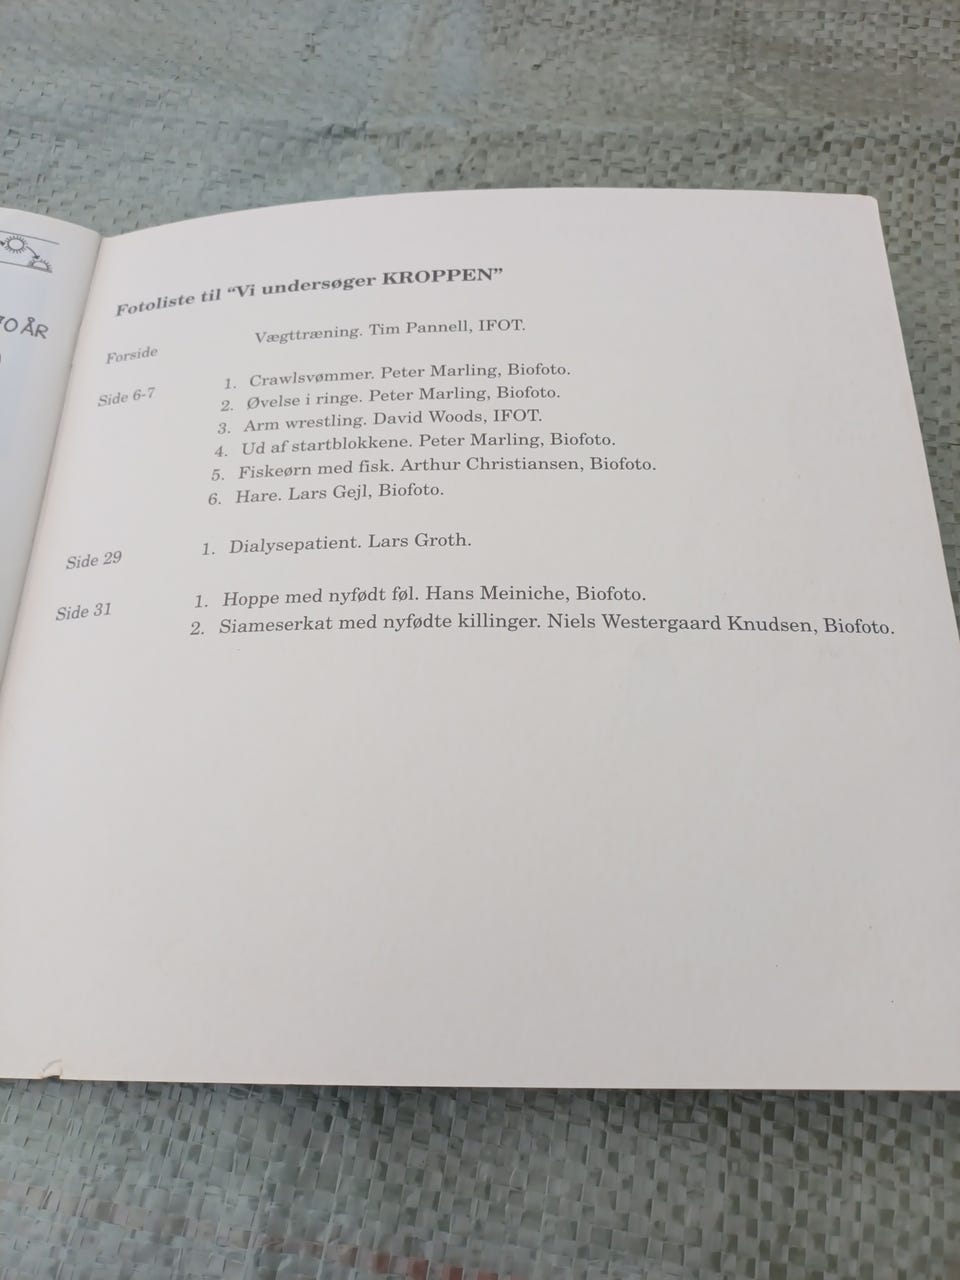 70 ÅR
Fotoliste til “Vi undersøger KROPPEN”
Forside Vægttræning. Tim Pannell, IFOT.
Side 6-7 1. Crawlsvømmer. Peter Marling, Biofoto.
2. Øvelse i ringe. Peter Marling, Biofoto.
3. Arm wrestling. David Woods, IFOT.
4. Ud af startblokkene. Peter Marling, Biofoto.
5. Fiskeørn med fisk. Arthur Christiansen, Biofoto.
6. Hare. Lars Gejl, Biofoto.
Side 29 1. Dialysepatient. Lars Groth.
Side 31 1. Hoppe med nyfødt føl. Hans Meiniche, Biofoto.
2. Siameserkat med nyfødte killinger. Niels Westergaard Knudsen, Biofoto.